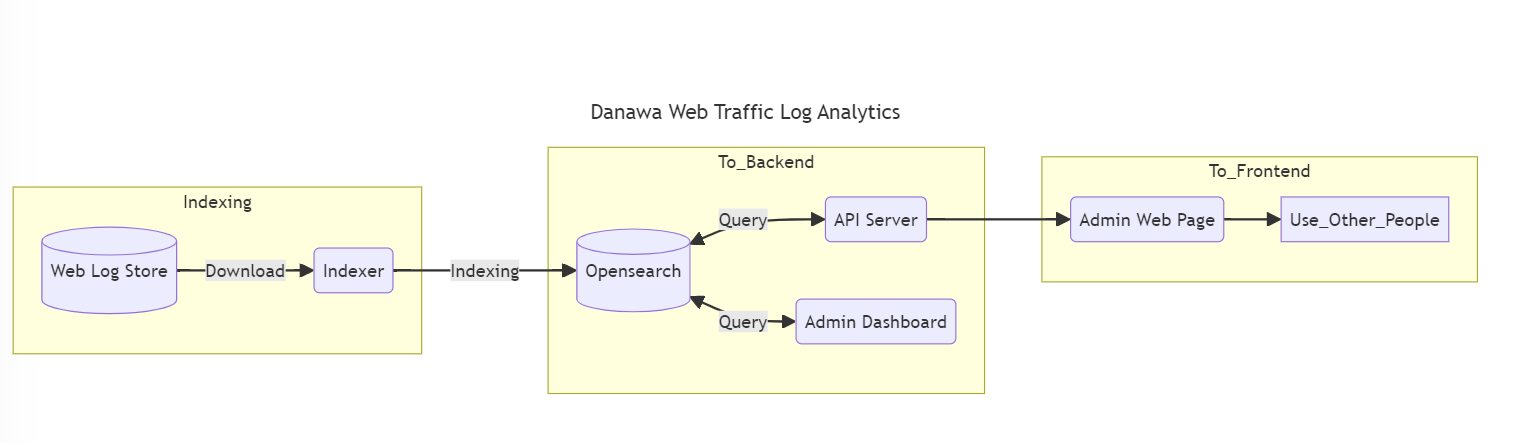 Danawa Web Traffic Log Analytics
Indexing
Web Log Store
Download
Indexer
Indexing
To_Backend
Opensearch
Query
API Server
Query
Admin Dashboard
To_Frontend
Admin Web Page
Use_Other_People